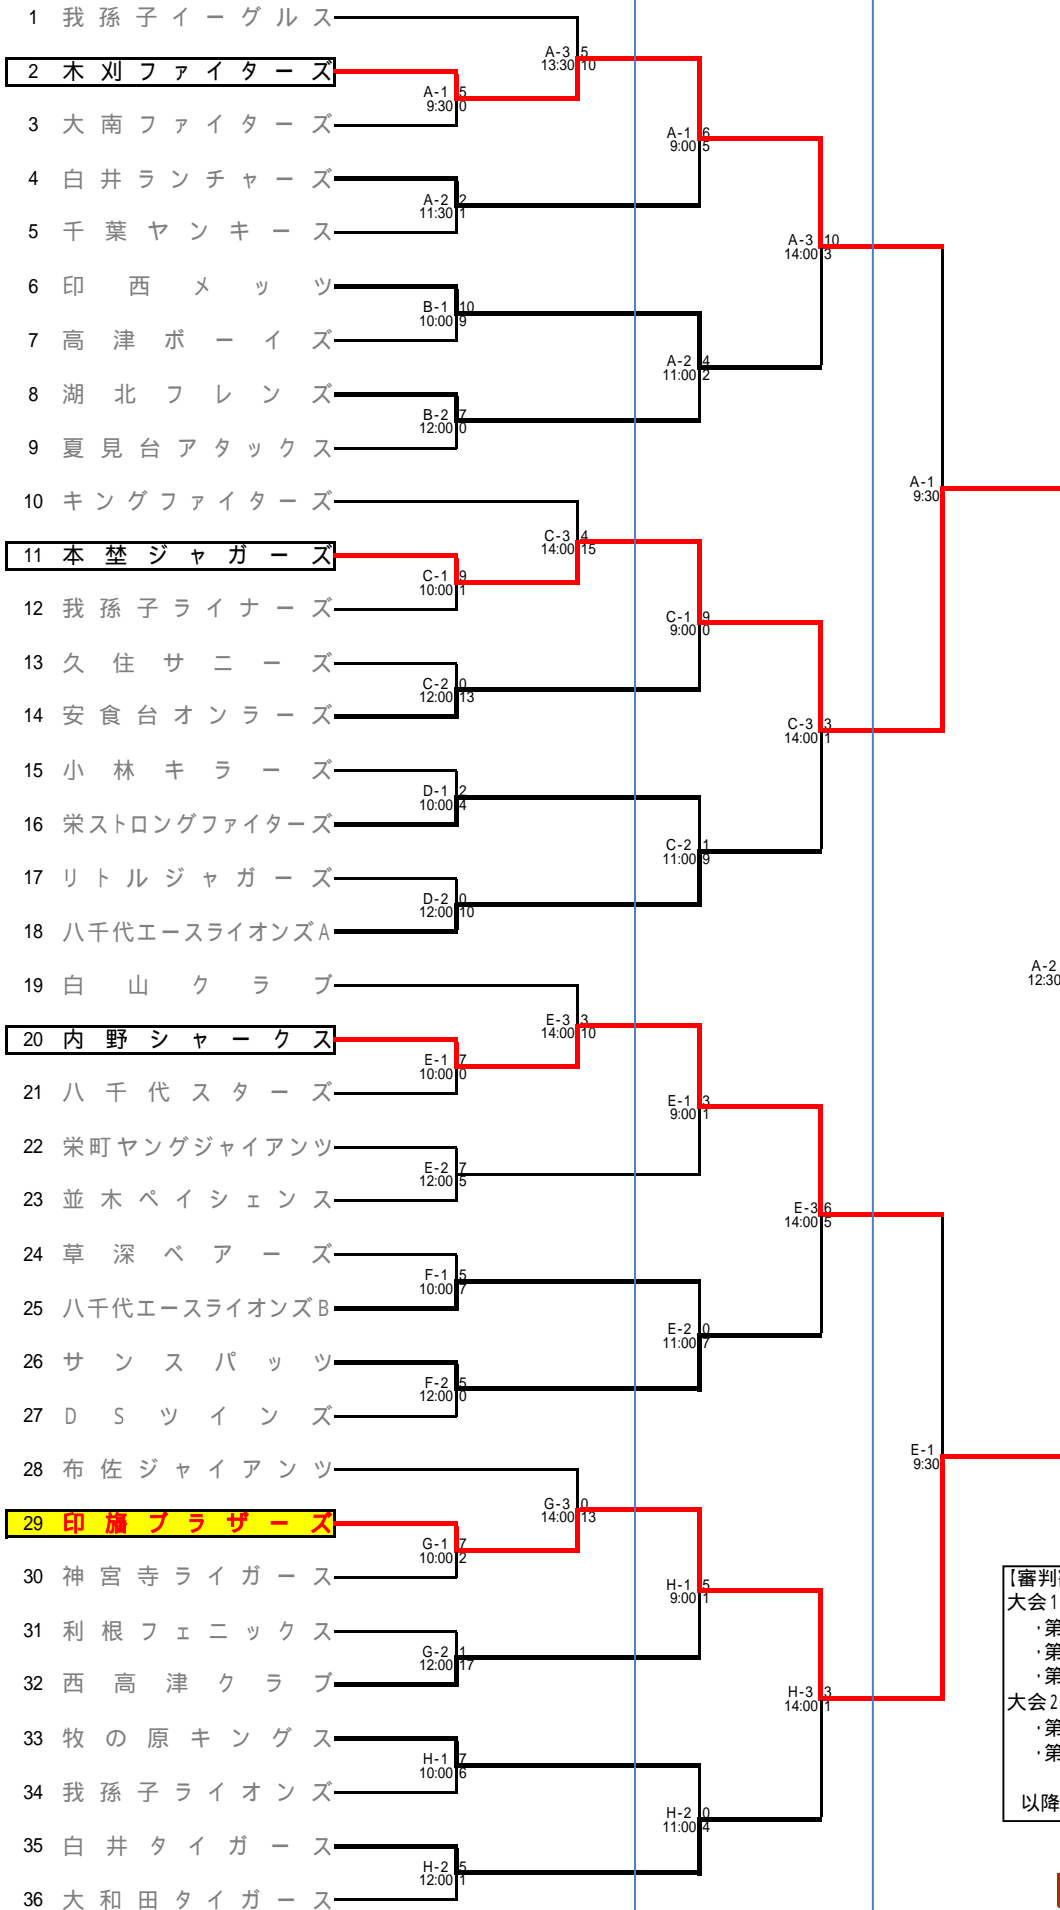 1 我孫子イーグルス
A-3 5
13:30 10
2 木刈ファイターズ
A-1 5
9:30 0
3 大南ファイターズ
A-1 6
9:00 5
4 白井ランチャーズ
A-2 2
11:30 1
5 千葉ヤンキース
A-3 10
14:00 3
6 印西メッツ
B-1 10
10:00 9
7 高津ボーイズ
A-2 4
11:00 2
8 湖北フレンズ
B-2 7
12:00 0
9 夏見台アタックス
A-1
9:30
10 キングファイターズ
C-3 4
14:00 15
11 本埜ジャガーズ
C-1 9
10:00 1
12 我孫子ライナーズ
C-1 9
9:00 0
13 久住サニーズ
C-2 0
12:00 13
14 安食台オンラーズ
C-3 3
14:00 1
15 小林キラーズ
D-1 2
10:00 4
16 栄ストロングファイターズ
C-2 1
11:00 9
17 リトルジャガーズ
D-2 0
12:00 10
18 八千代エースライオンズA
A-2
12:30
19 白山クラブ
E-3 3
14:00 10
20 内野シャークス
E-1 7
10:00 0
21 八千代スターズ
E-1 3
9:00 1
22 栄町ヤングジャイアンツ
E-2 7
12:00 5
23 並木ペイシェンス
E-3 6
14:00 5
24 草深ベアーズ
F-1 5
10:00 7
25 八千代エースライオンズB
E-2 0
11:00 7
26 サンスパッツ
F-2 5
12:00 0
27 DSツインズ
E-1
9:30
28 布佐ジャイアンツ
G-3 0
14:00 13
29 印旛ブラザーズ
G-1 7
10:00 2
30 神宮寺ライガース
H-1 5
9:00 1
31 利根フェニックス
G-2 1
12:00 17
32 西高津クラブ
H-3 3
14:00 1
33 牧の原キングス
H-1 7
10:00 6
34 我孫子ライオンズ
H-2 0
11:00 4
35 白井タイガース
H-2 5
12:00 1
36 大和田タイガース
【審判
大会1
・第
・第
・第
大会2
・第
・第
以降